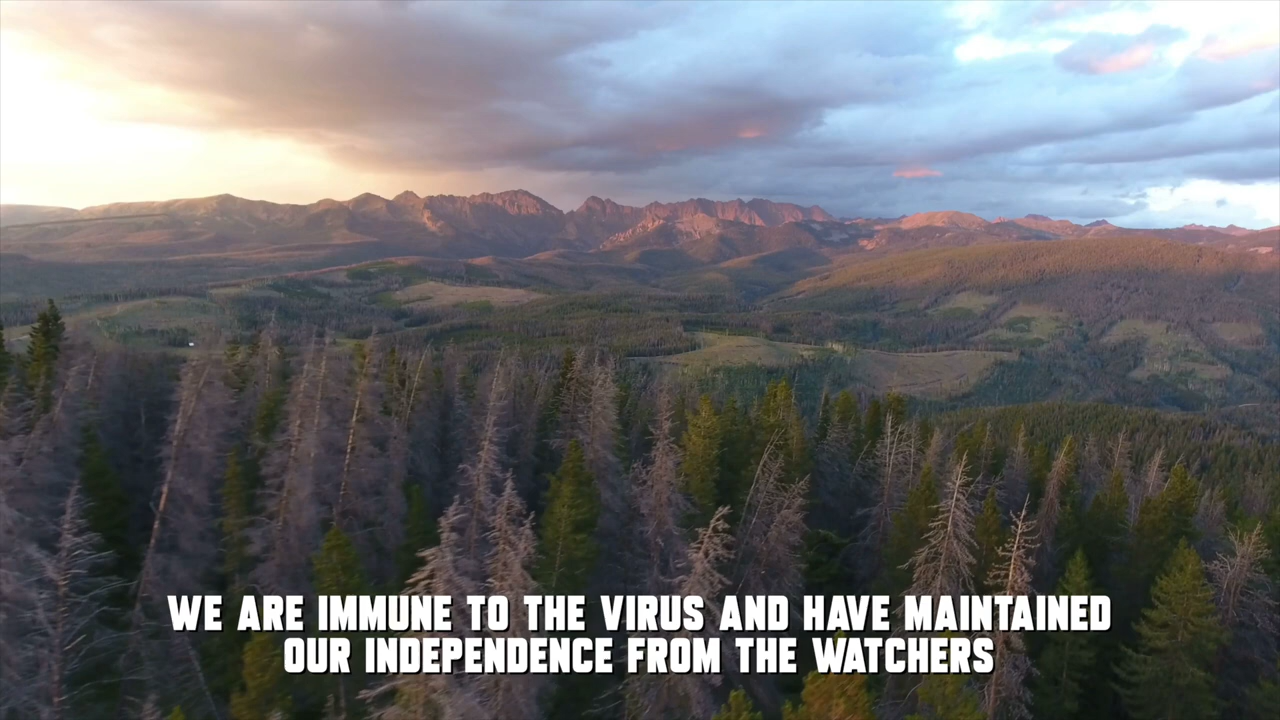 WE ARE IMMUNE TO THE VIRUS AND HAVE MAINTAINED
OUR INDEPENDENCE FROM THE WATCHERS